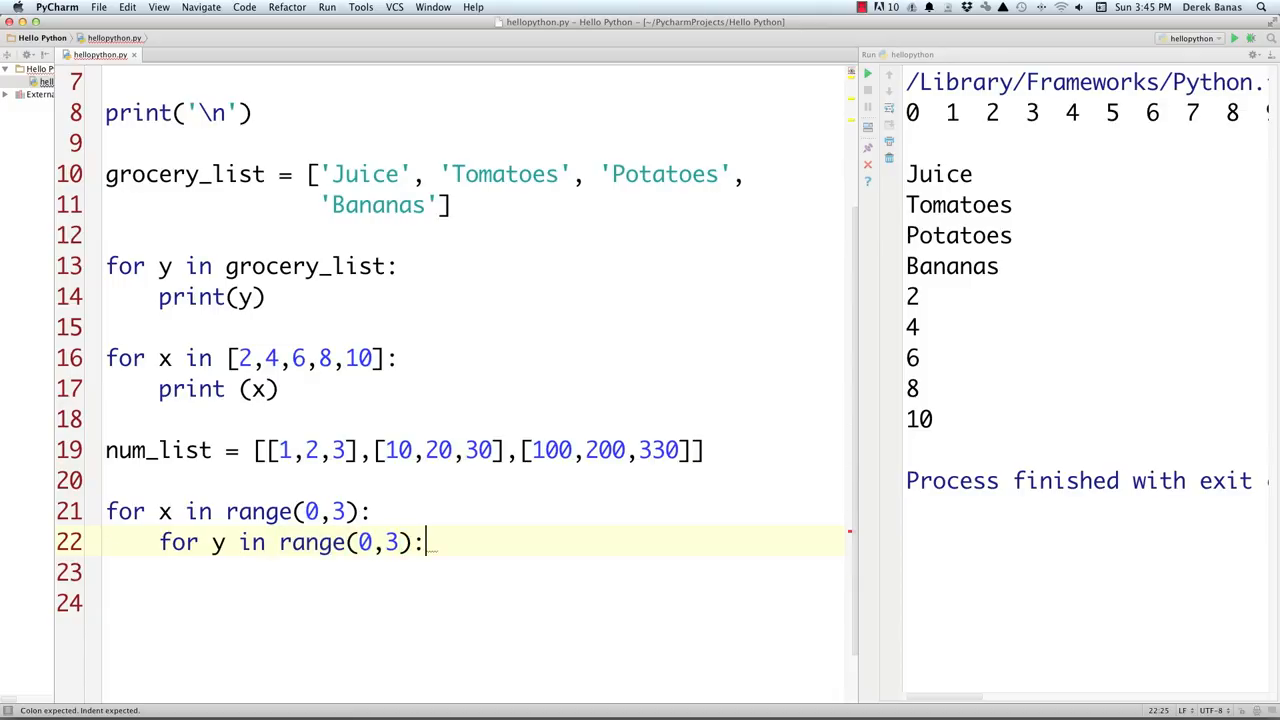 PyCharm File Edit View Navigate Code Refactor Run Tools VCS Window Help 10 Sun 3:45 PM Derek Banas
hellopython.py - Hello Python - [~/PycharmProjects/Hello Python]
Hello Python hellopython.py hellopython
hellopython.py Run hellopython
Hello P
hell
Externa
7
8 print('\n')
9
10 grocery_list = ['Juice', 'Tomatoes', 'Potatoes',
11 'Bananas']
12
13 for y in grocery_list:
14 print(y)
15
16 for x in [2,4,6,8,10]:
17 print (x)
18
19 num_list = [[1,2,3],[10,20,30],[100,200,330]]
20
21 for x in range(0,3):
22 for y in range(0,3):
23
24
/Library/Frameworks/Python.
0 1 2 3 4 5 6 7 8 9
Juice
Tomatoes
Potatoes
Bananas
2
4
6
8
10
Process finished with exit
Colon expected. Indent expected. 22:25 LF UTF-8